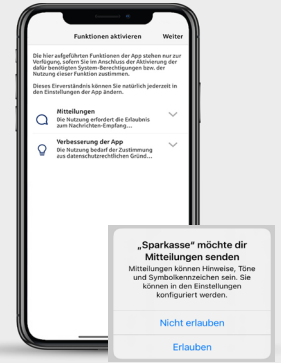 Funktionen aktivieren Weiter
Die hier aufgeführten Funktionen der App stehen nur zur
Verfügung, sofern Sie im Anschluss der Aktivierung der
dafür benötigten System-Berechtigungen bzw. der
Nutzung dieser Funktion zustimmen.
Dieses Einverständnis können Sie natürlich jederzeit in
den Einstellungen der App ändern.
Mitteilungen
Die Nutzung erfordert die Erlaubnis
zum Nachrichten-Empfang...
Verbesserung der App
Die Nutzung bedarf der Zustimmung
aus datenschutzrechtlichen Gründ...
„Sparkasse“ möchte dir
Mitteilungen senden
Mitteilungen können Hinweise, Töne
und Symbolkennzeichen sein. Sie
können in den Einstellungen
konfiguriert werden.
Nicht erlauben
Erlauben